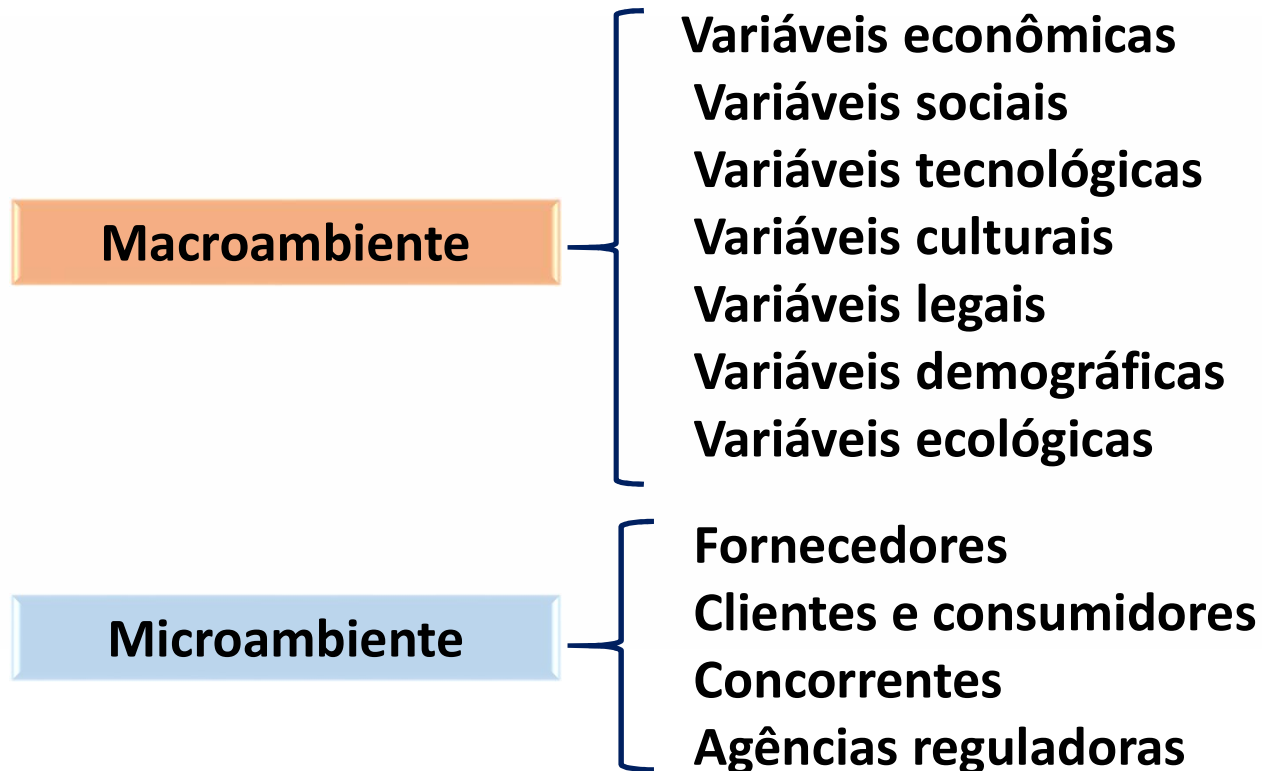 Macroambiente
Variáveis econômicas
Variáveis sociais
Variáveis tecnológicas
Variáveis culturais
Variáveis legais
Variáveis demográficas
Variáveis ecológicas
Microambiente
Fornecedores
Clientes e consumidores
Concorrentes
Agências reguladoras